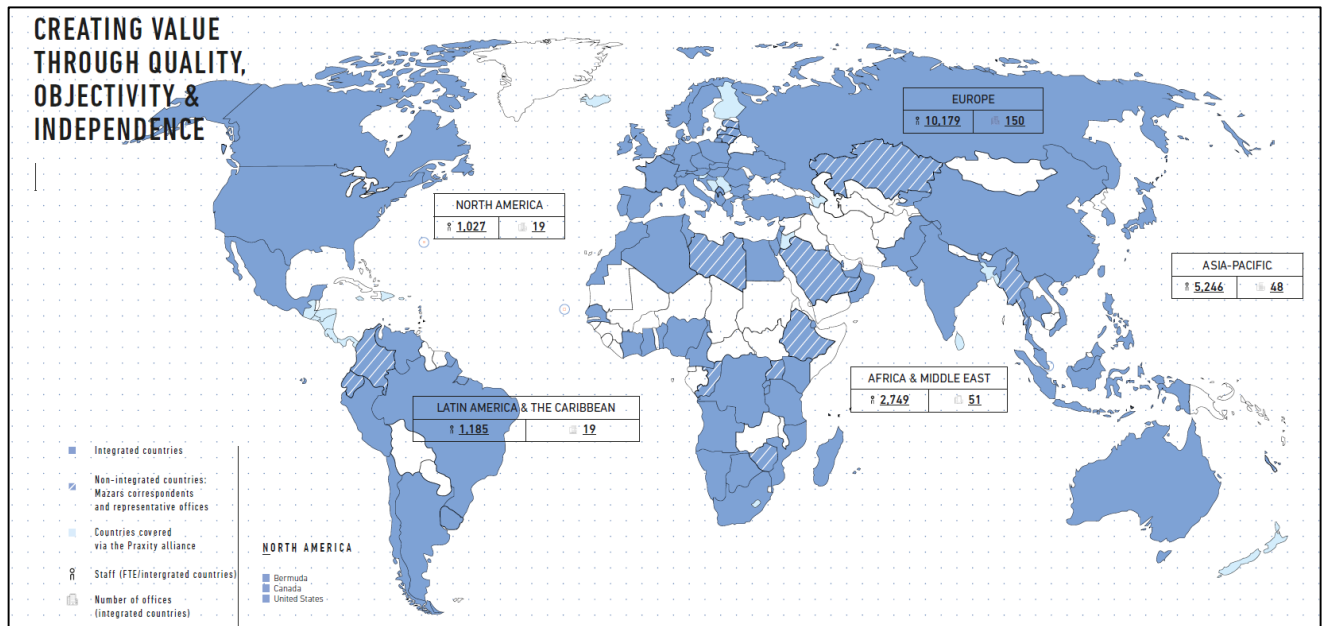 CREATING VALUE
THROUGH QUALITY,
OBJECTIVITY &
INDEPENDENCE
EUROPE
10,179 150
NORTH AMERICA
1,027 19
ASIA-PACIFIC
5,246 48
AFRICA & MIDDLE EAST
2,749 51
LATIN AMERICA & THE CARIBBEAN
1,185 19
Integrated countries
Non-integrated countries:
Mazars correspondents
and representative offices
Countries covered
via the Praxity alliance
Staff (FTE/intergrated countries)
Number of offices
(integrated countries)
NORTH AMERICA
Bermuda
Canada
United States